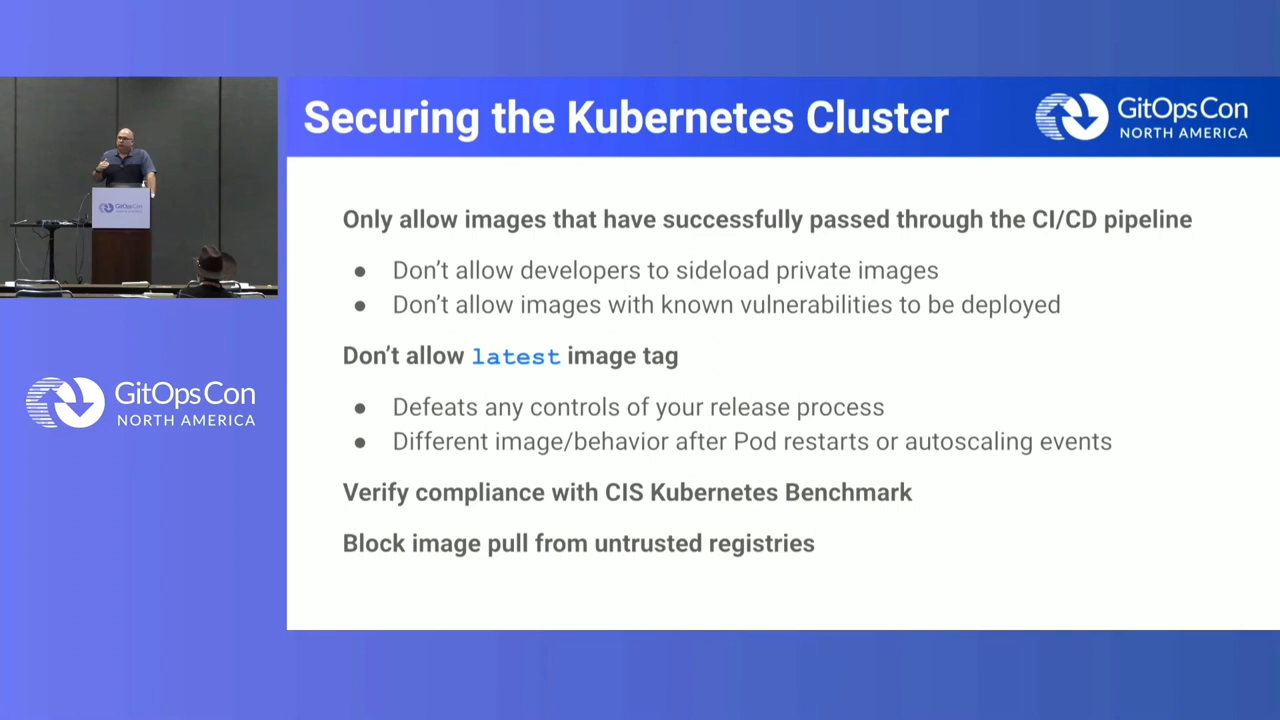 Securing the Kubernetes Cluster
GitOpsCon
NORTH AMERICA
Only allow images that have successfully passed through the CI/CD pipeline
● Don’t allow developers to sideload private images
● Don’t allow images with known vulnerabilities to be deployed
Don’t allow latest image tag
● Defeats any controls of your release process
● Different image/behavior after Pod restarts or autoscaling events
Verify compliance with CIS Kubernetes Benchmark
Block image pull from untrusted registries
GitOpsCon
GitOpsCon
NORTH AMERICA